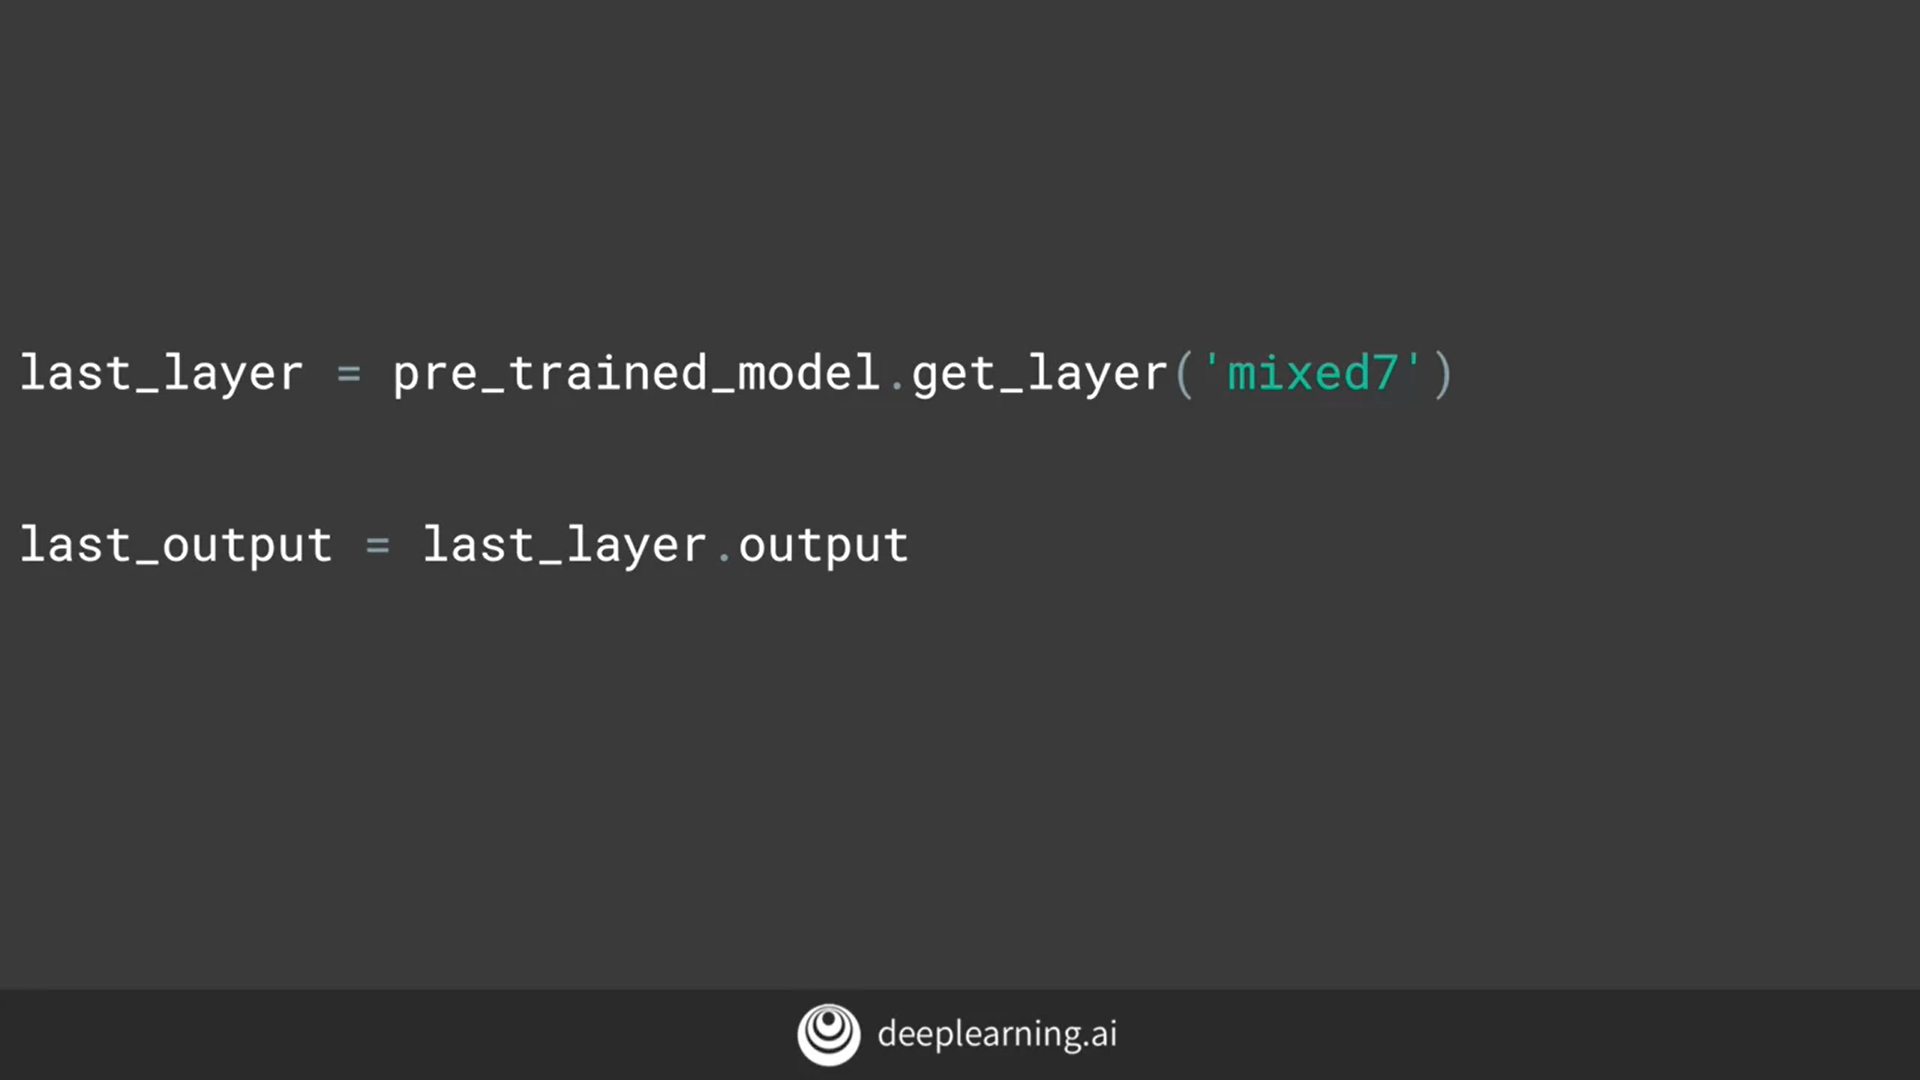 last_layer = pre_trained_model.get_layer('mixed7')
last_output = last_layer.output
deeplearning.ai